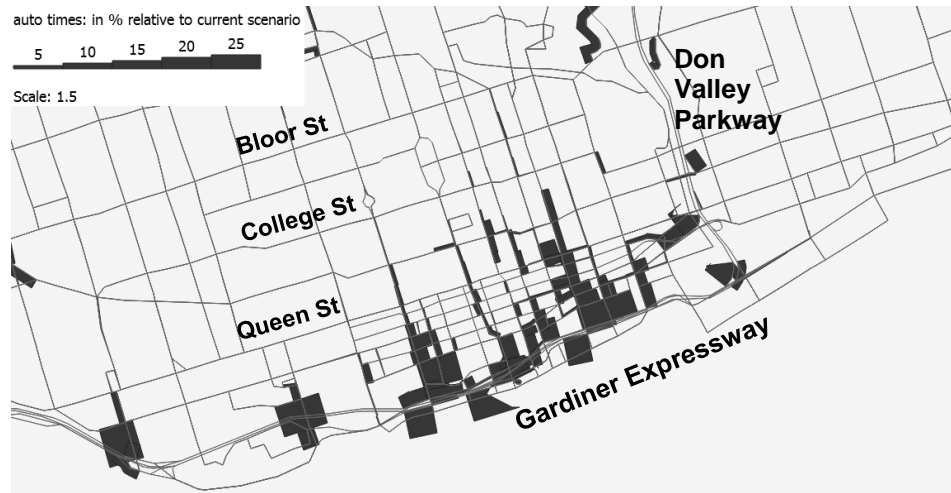 auto times: in % relative to current scenario
5 10 15 20 25
Scale: 1.5
Don
Valley
Parkway
Bloor St
College St
Queen St
Gardiner Expressway